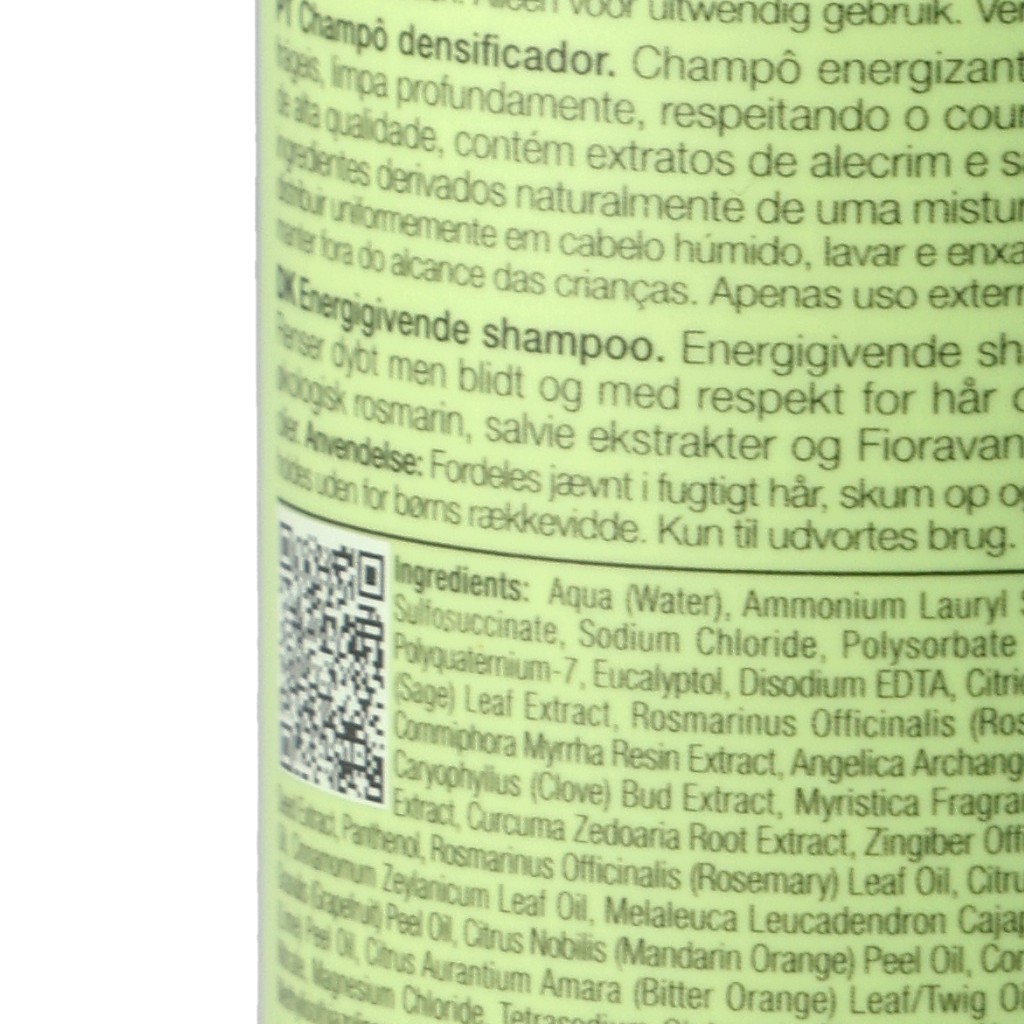 Alleen voor uitwendig gebruik. Ver
PT Champô densificador. Champô energizant
frágeis, limpa profundamente, respeitando o cour
de alta qualidade, contém extratos de alecrim e sa
ingredientes derivados naturalmente de uma mistur
distribuir uniformemente em cabelo húmido, lavar e enxa
manter fora do alcance das crianças. Apenas uso extern
DK Energigivende shampoo. Energigivende sh
Renser dybt men blidt og med respekt for hår o
økologisk rosmarin, salvie ekstrakter og Fioravan
Anvendelse: Fordeles jævnt i fugtigt hår, skum op og
uden for børns rækkevidde. Kun til udvortes brug.
Ingredients: Aqua (Water), Ammonium Lauryl S
Sulfosuccinate, Sodium Chloride, Polysorbate
Polyquaternium-7, Eucalyptol, Disodium EDTA, Citric
(Sage) Leaf Extract, Rosmarinus Officinalis (Ros
Commiphora Myrrha Resin Extract, Angelica Archang
Caryophyllus (Clove) Bud Extract, Myristica Fragran
Extract, Curcuma Zedoaria Root Extract, Zingiber Offi
Extract, Panthenol, Rosmarinus Officinalis (Rosemary) Leaf Oil, Citru
Cinnamomum Zeylanicum Leaf Oil, Melaleuca Leucadendron Cajap
(Grapefruit) Peel Oil, Citrus Nobilis (Mandarin Orange) Peel Oil, Cor
(Lime) Peel Oil, Citrus Aurantium Amara (Bitter Orange) Leaf/Twig Oi
Magnesium Chloride, Tetrasodium